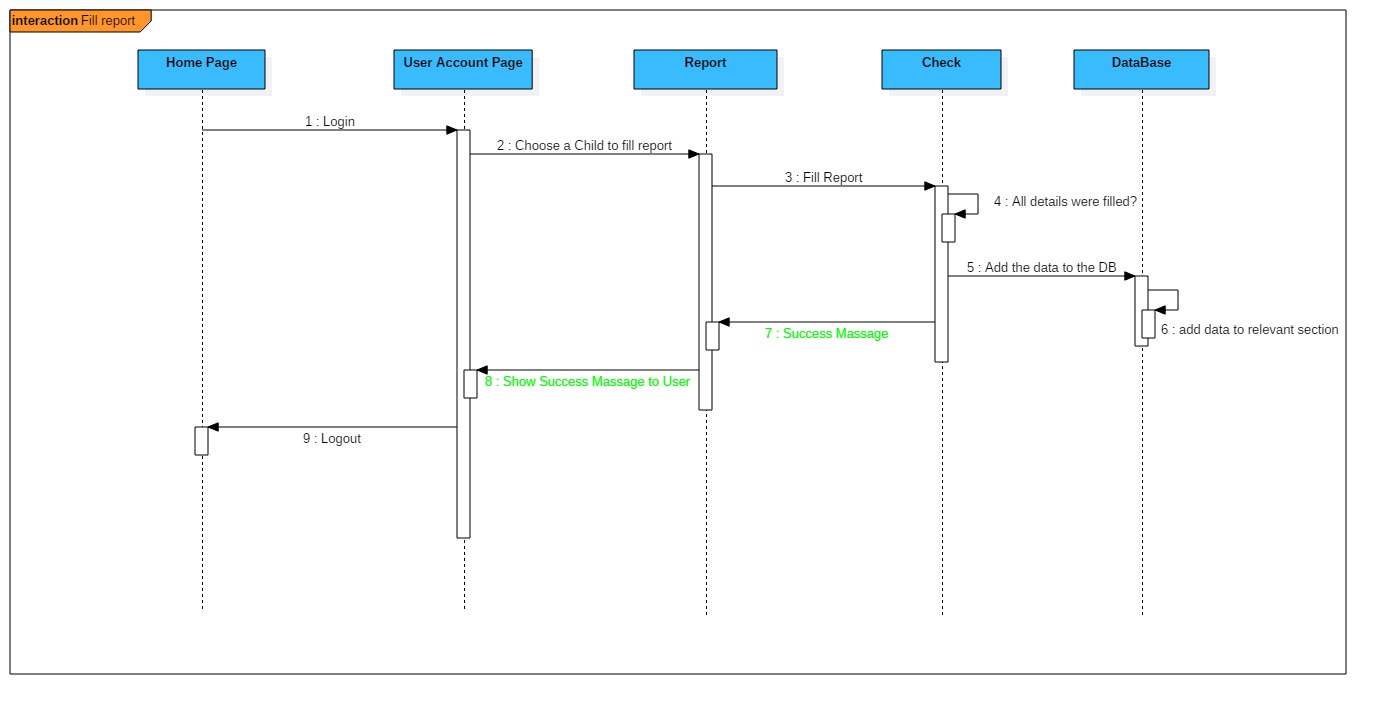 interaction Fill report
Home Page
User Account Page
Report
Check
DataBase
1 : Login
2 : Choose a Child to fill report
3 : Fill Report
4 : All details were filled?
5 : Add the data to the DB
6 : add data to relevant section
7 : Success Massage
8 : Show Success Massage to User
9 : Logout